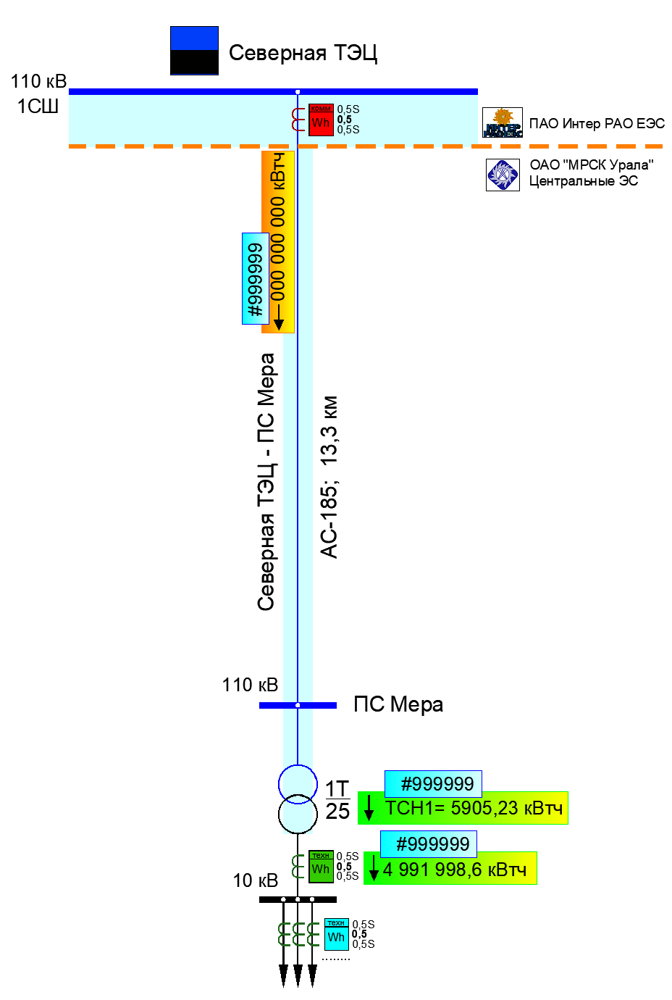 Северная ТЭЦ
110 кВ
1СШ
комм
Wh
0,5S
0,5
0,5S
ИНТЕР
РАО ЕЭС
ПАО Интер РАО ЕЭС
ОАО "МРСК Урала"
Центральные ЭС
000 000 000 кВтч
#999999
Северная ТЭЦ - ПС Мера
АС-185; 13,3 км
110 кВ
ПС Мера
1Т
25
#999999
ТСН1= 5905,23 кВтч
#999999
4 991 998,6 кВтч
техн
Wh
0,5S
0,5
0,5S
10 кВ
техн
Wh
0,5S
0,5
0,5S
........